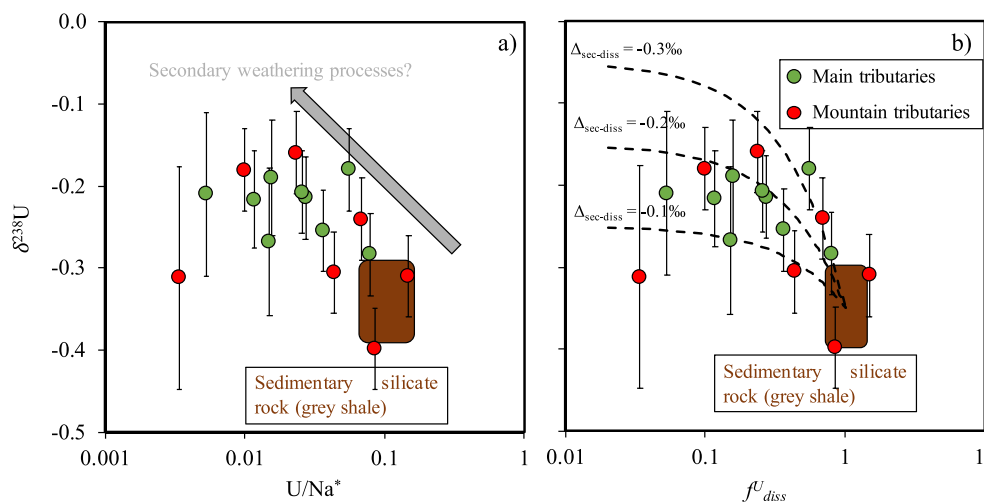 0.0
-0.1
-0.2
-0.3
-0.4
-0.5
δ²³⁸U
a)
Secondary weathering processes?
Sedimentary silicate
rock (grey shale)
0.001
0.01
0.1
1
U/Na*
b)
Δsec-diss = -0.3‰
Δsec-diss = -0.2‰
Δsec-diss = -0.1‰
Main tributaries
Mountain tributaries
Sedimentary silicate
rock (grey shale)
0.01
0.1
1
10
fᵁdiss